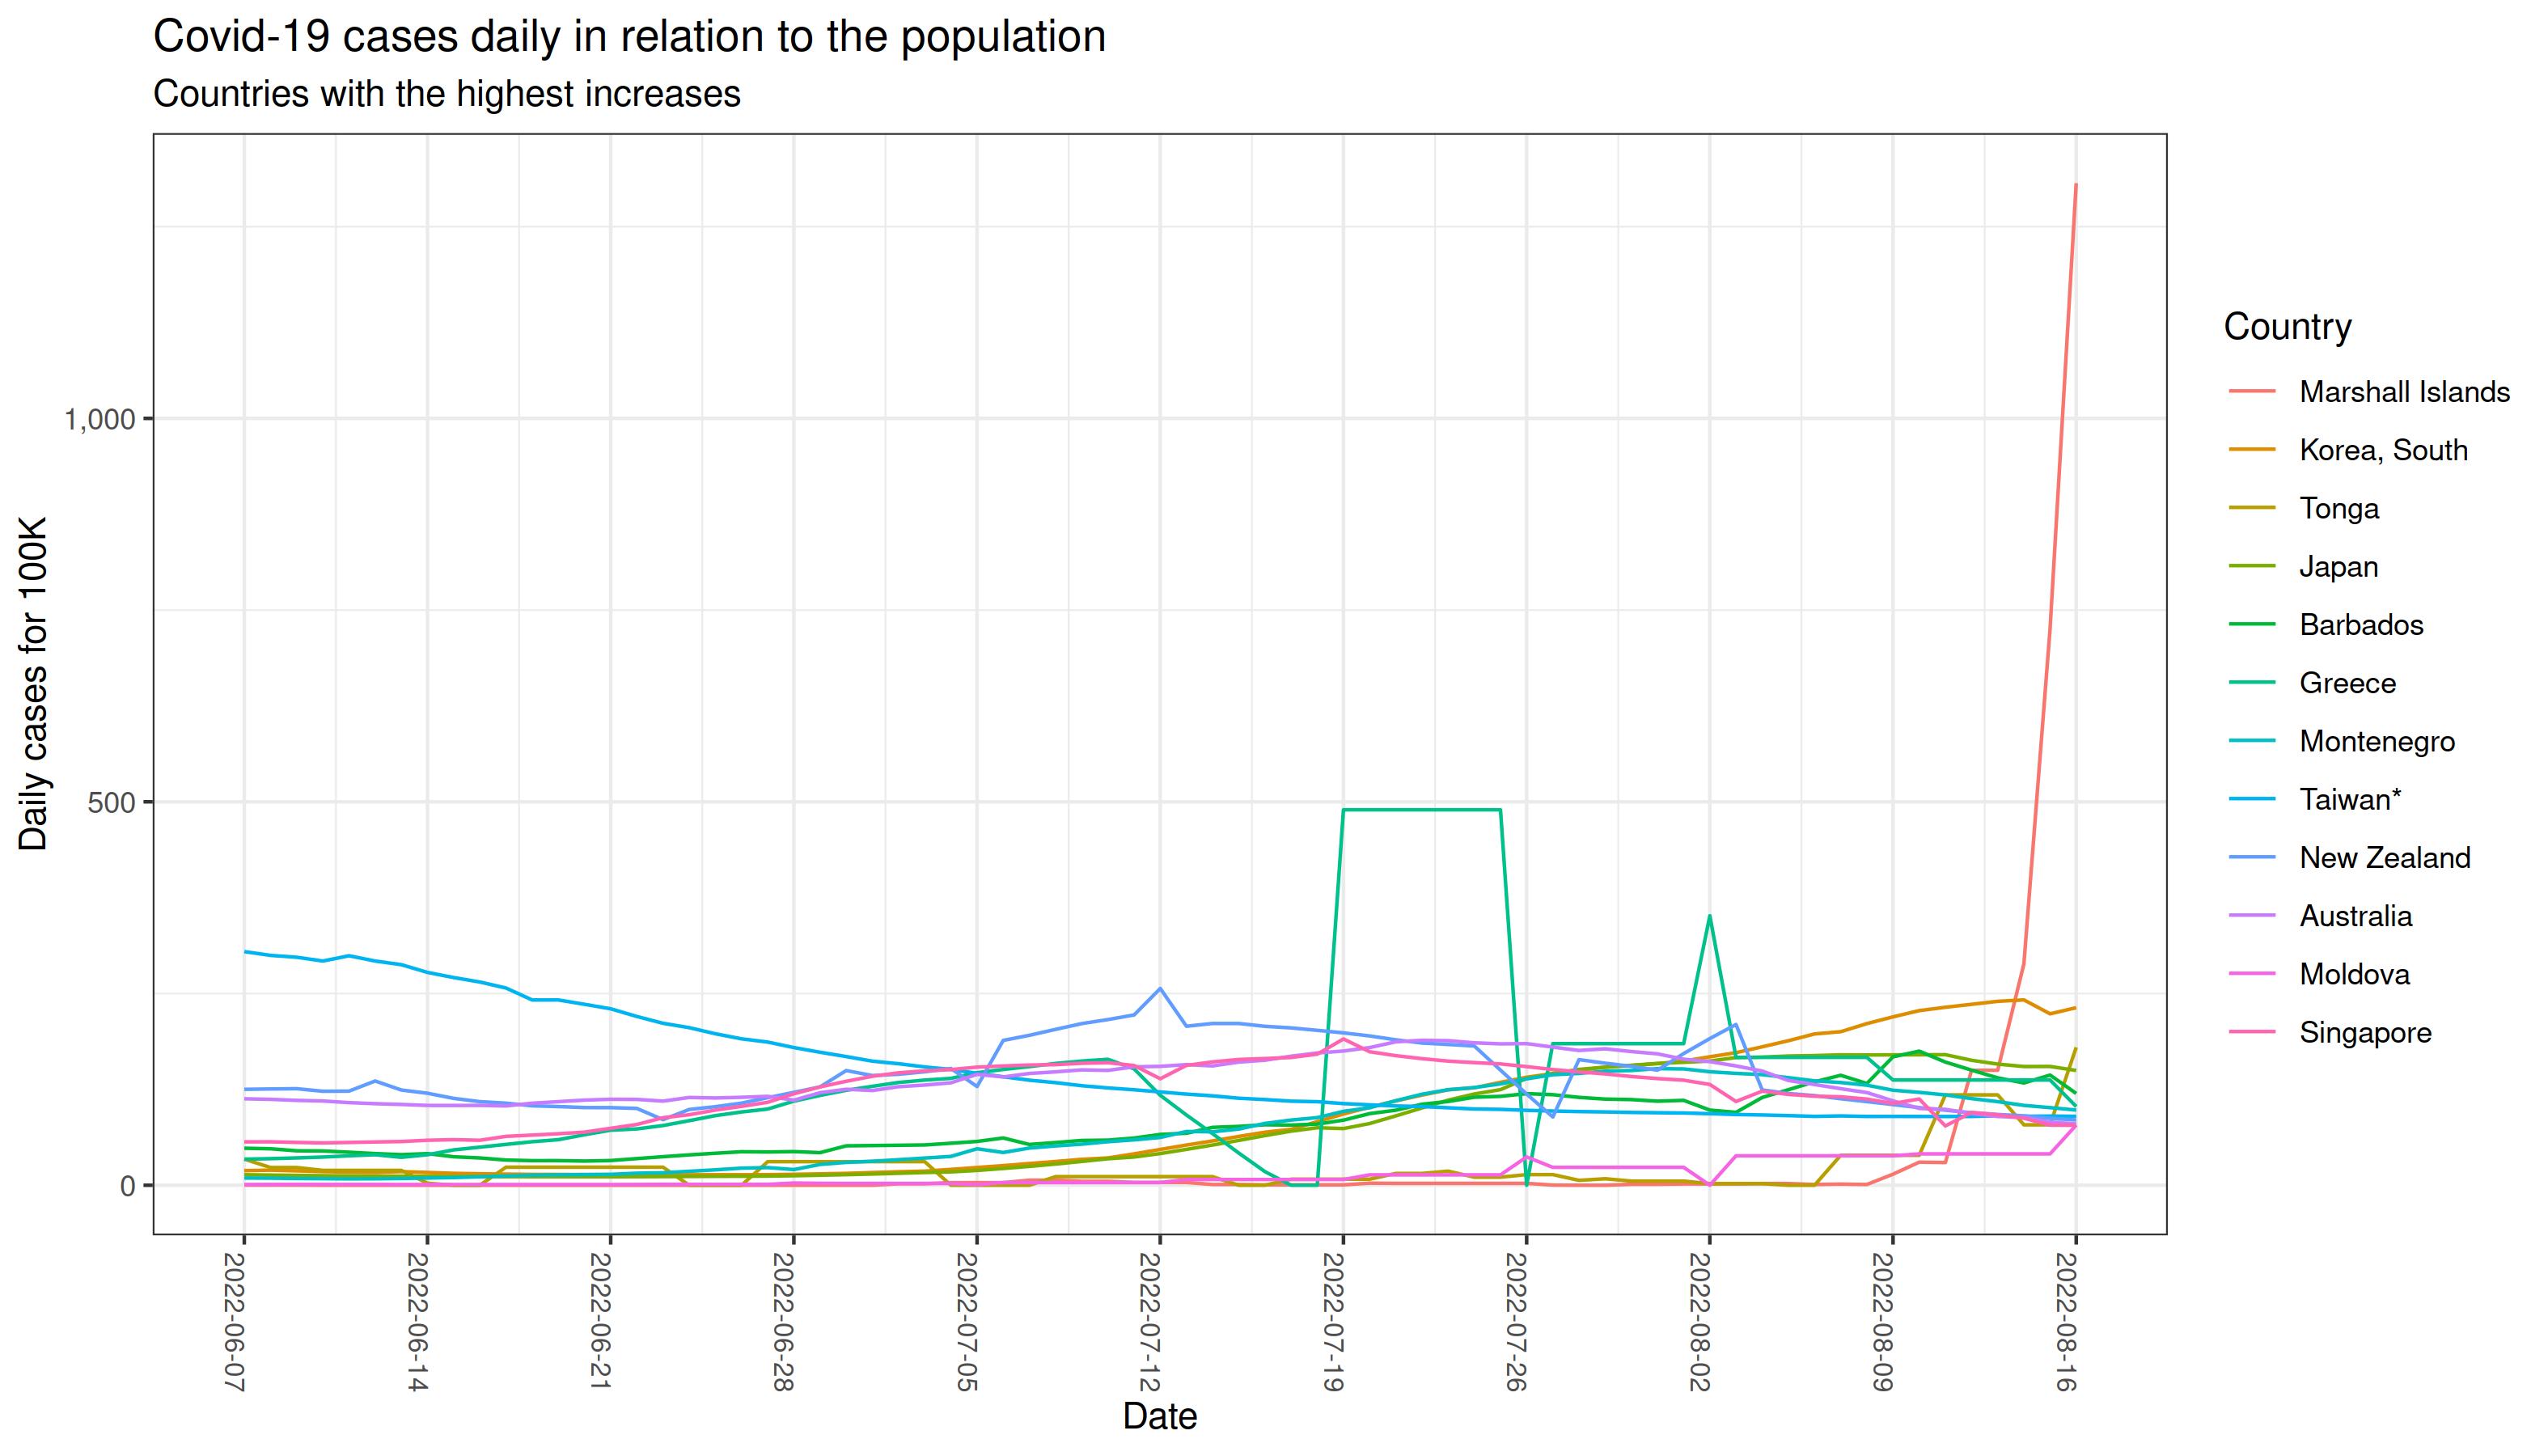 Covid-19 cases daily in relation to the population
Countries with the highest increases
Daily cases for 100K
1,000
500
0
2022-06-07
2022-06-14
2022-06-21
2022-06-28
2022-07-05
2022-07-12
2022-07-19
2022-07-26
2022-08-02
2022-08-09
2022-08-16
Date
Country
Marshall Islands
Korea, South
Tonga
Japan
Barbados
Greece
Montenegro
Taiwan*
New Zealand
Australia
Moldova
Singapore